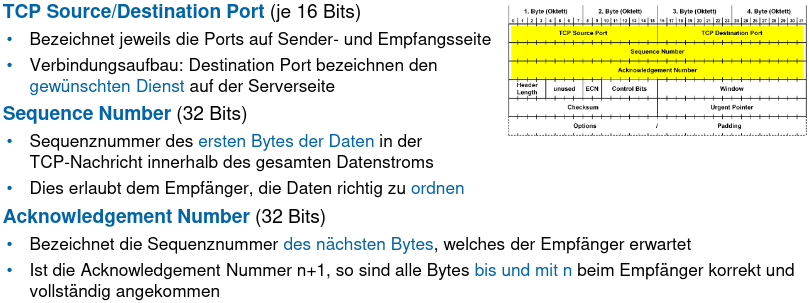 TCP Source/Destination Port (je 16 Bits)
• Bezeichnet jeweils die Ports auf Sender- und Empfangsseite
• Verbindungsaufbau: Destination Port bezeichnen den
gewünschten Dienst auf der Serverseite
Sequence Number (32 Bits)
• Sequenznummer des ersten Bytes der Daten in der
TCP-Nachricht innerhalb des gesamten Datenstroms
• Dies erlaubt dem Empfänger, die Daten richtig zu ordnen
Acknowledgement Number (32 Bits)
• Bezeichnet die Sequenznummer des nächsten Bytes, welches der Empfänger erwartet
• Ist die Acknowledgement Nummer n+1, so sind alle Bytes bis und mit n beim Empfänger korrekt und
vollständig angekommen
1. Byte (Oktett) 2. Byte (Oktett) 3. Byte (Oktett) 4. Byte (Oktett)
0 1 2 3 4 5 6 7 8 9 10 11 12 13 14 15 16 17 18 19 20 21 22 23 24 25 26 27 28 29 30 31
TCP Source Port TCP Destination Port
Sequence Number
Acknowledgement Number
Header
Length unused ECN Control Bits Window
Checksum Urgent Pointer
Options / Padding